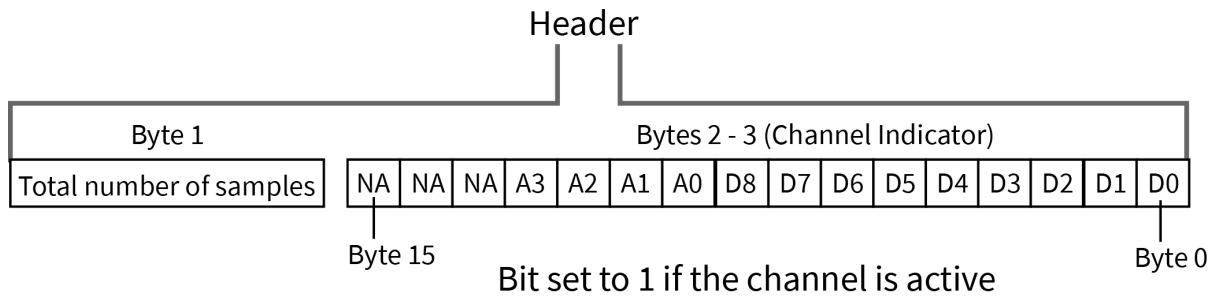 Header
Byte 1
Bytes 2 - 3 (Channel Indicator)
Total number of samples
NA NA NA A3 A2 A1 A0 D8 D7 D6 D5 D4 D3 D2 D1 D0
Byte 15
Byte 0
Bit set to 1 if the channel is active